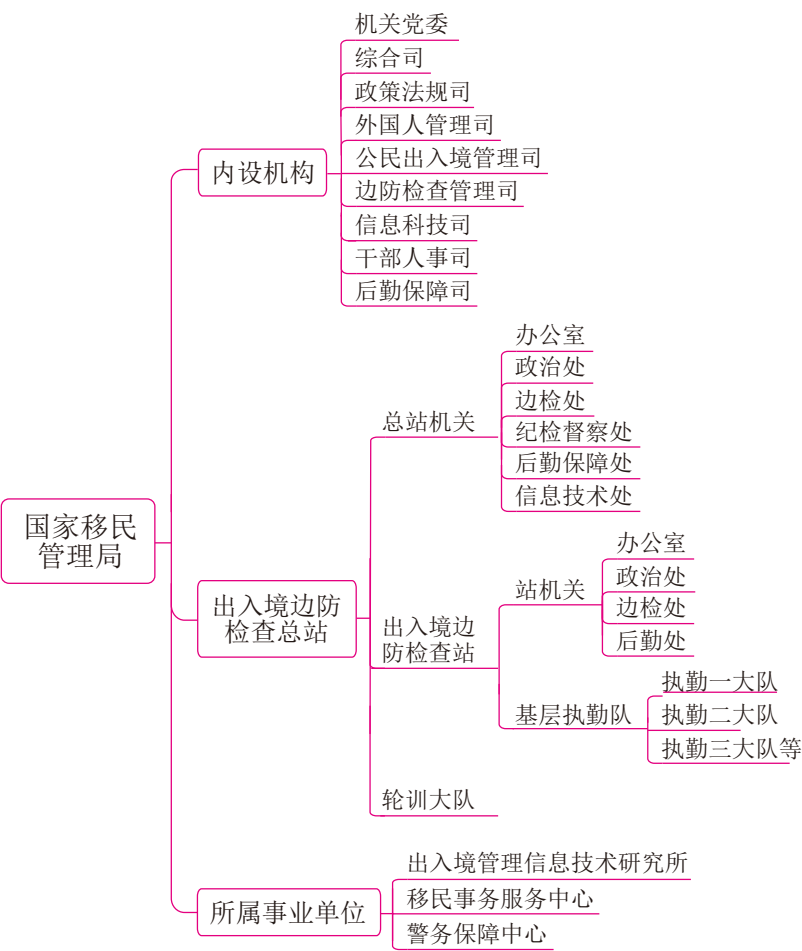 机关党委
综合司
政策法规司
外国人管理司
公民出入境管理司
内设机构
边防检查管理司
信息科技司
干部人事司
后勤保障司
办公室
政治处
边检处
总站机关
纪检督察处
后勤保障处
信息技术处
国家移民
管理局
办公室
政治处
站机关
边检处
后勤处
出入境边防
检查总站
出入境边
防检查站
执勤一大队
基层执勤队
执勤二大队
执勤三大队等
轮训大队
出入境管理信息技术研究所
所属事业单位
移民事务服务中心
警务保障中心